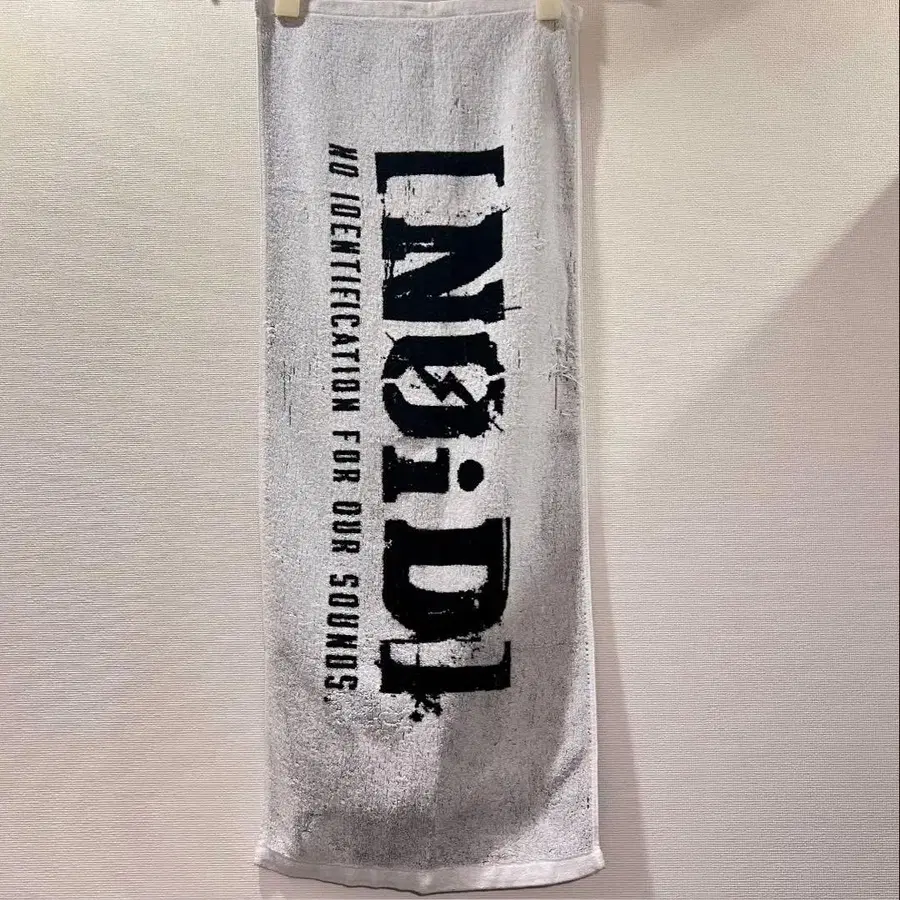 [NØiD]
NO IDENTIFICATION FOR OUR SOUNDS.